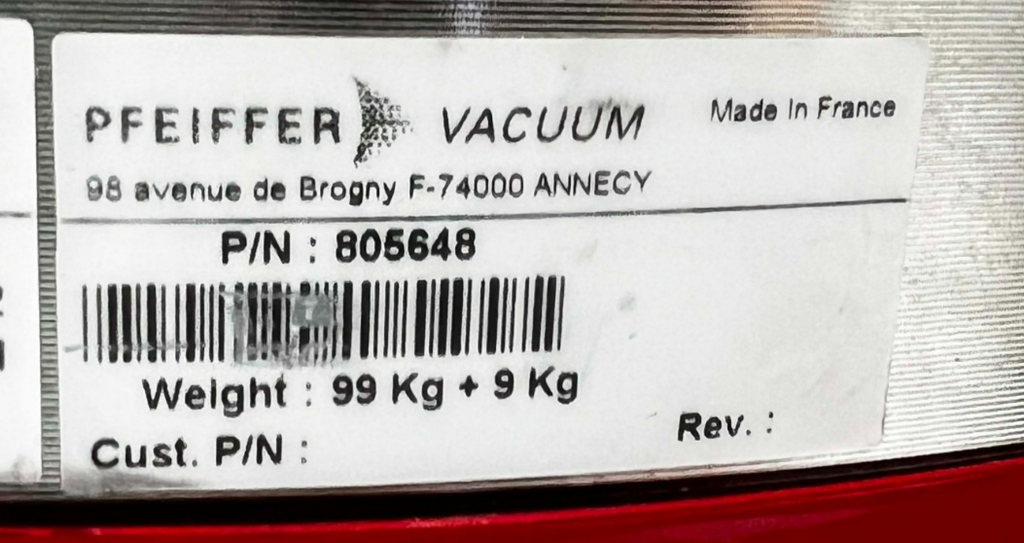 PFEIFFER VACUUM
Made In France
98 avenue de Brogny F-74000 ANNECY
P/N : 805648
Weight : 99 Kg + 9 Kg
Cust. P/N :
Rev. :